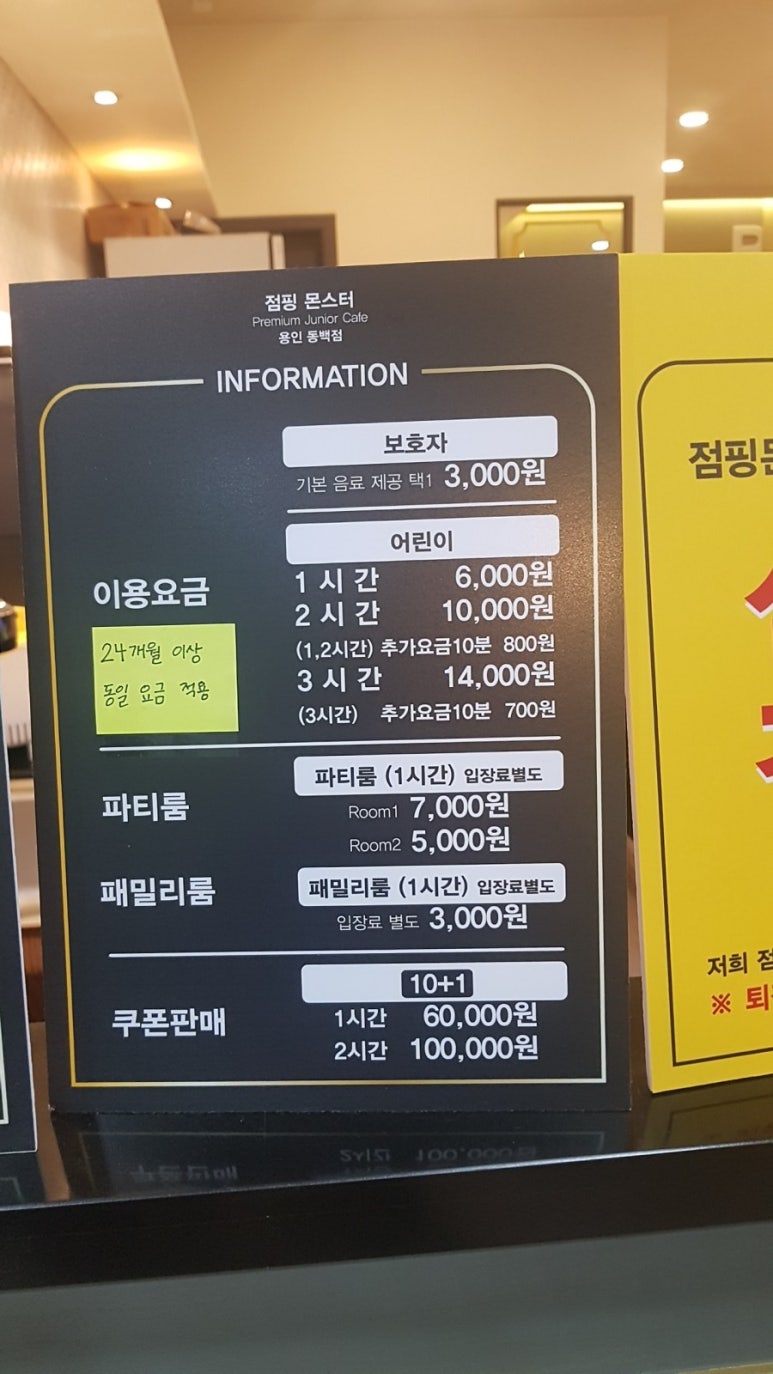 점핑 몬스터
Premium Junior Cafe
용인 동백점
INFORMATION
이용요금
24개월 이상
동일 요금 적용
보호자
기본 음료 제공 택1 3,000원
어린이
1 시 간 6,000원
2 시 간 10,000원
(1,2시간) 추가요금10분 800원
3 시 간 14,000원
(3시간) 추가요금10분 700원
파티룸
파티룸 (1시간) 입장료별도
Room1 7,000원
Room2 5,000원
패밀리룸
패밀리룸 (1시간) 입장료별도
입장료 별도 3,000원
쿠폰판매
10+1
1시간 60,000원
2시간 100,000원
점핑몬
저희 점
※ 퇴